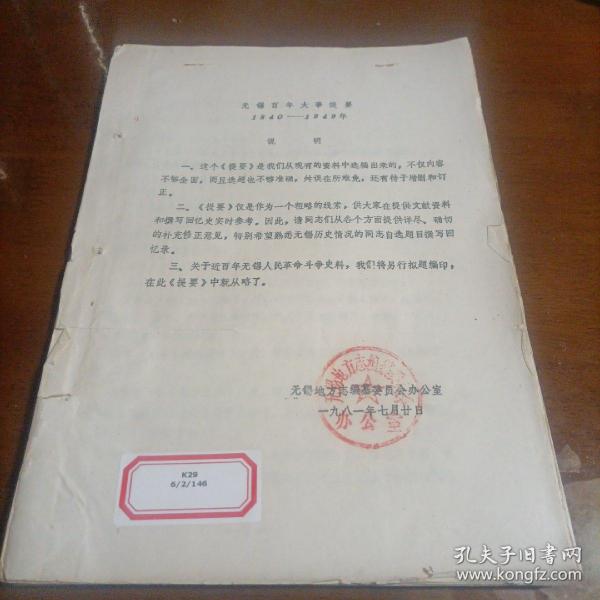 无锡百年大事提要
1840——1949年
说 明
一、这个《提要》是我们从现有的资料中选编出来的，不仅内容
不够全面，而且选题也不够准确，共误在所难免，还有待于增删和订
正。
二、《提要》仅是作为一个粗略的线索，供大家在提供文献资料
和撰写回忆史实时参考。因此，请同志们从各个方面提供详尽、确切
的补充修正意见，特别希望熟悉无锡历史情况的同志自选题目撰写回
忆录。
三、关于近百年无锡人民革命斗争史料，我们将另行拟题编印，
在此《提要》中就从略了。
无锡地方志编纂委员会办公室
一九八一年七月廿日
办公室
K29
6/2/146
孔夫子旧书网
www.kongfz.com